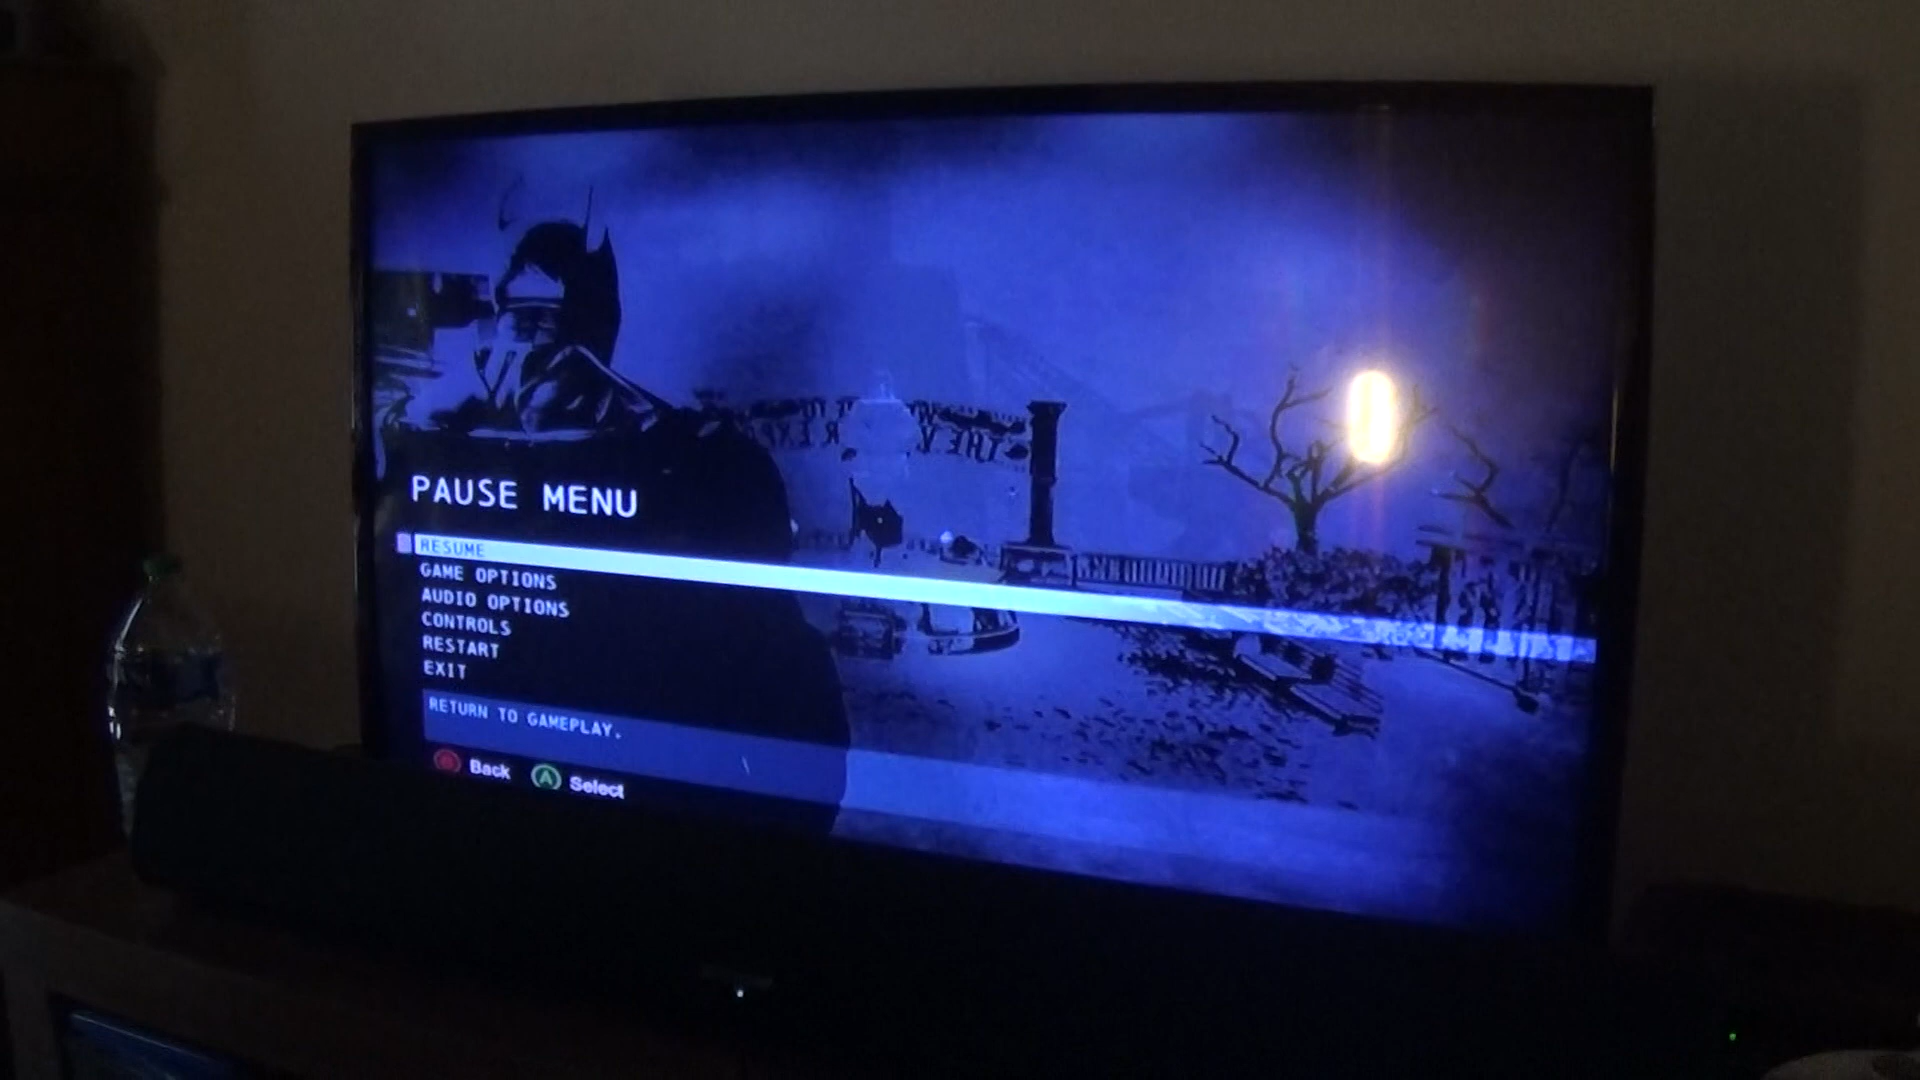 PAUSE MENU
RESUME
GAME OPTIONS
AUDIO OPTIONS
CONTROLS
RESTART
EXIT
RETURN TO GAMEPLAY.
Back A Select